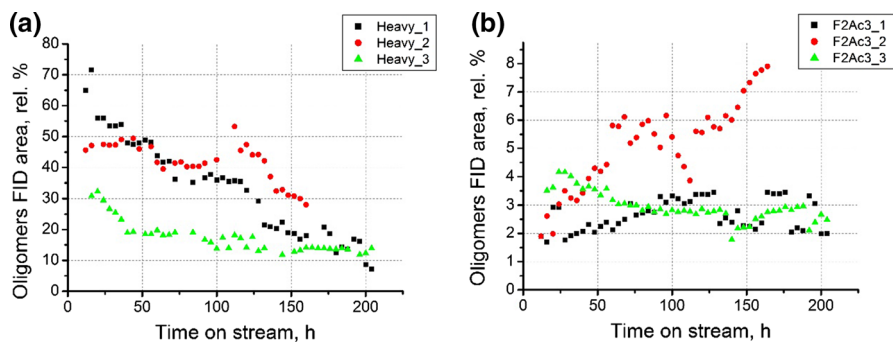 (a)
Oligomers FID area, rel. %
80
70
60
50
40
30
20
10
0
0 50 100 150 200
Time on stream, h
Heavy_1
Heavy_2
Heavy_3
(b)
Oligomers FID area, rel. %
8
7
6
5
4
3
2
1
0
0 50 100 150 200
Time on stream, h
F2Ac3_1
F2Ac3_2
F2Ac3_3